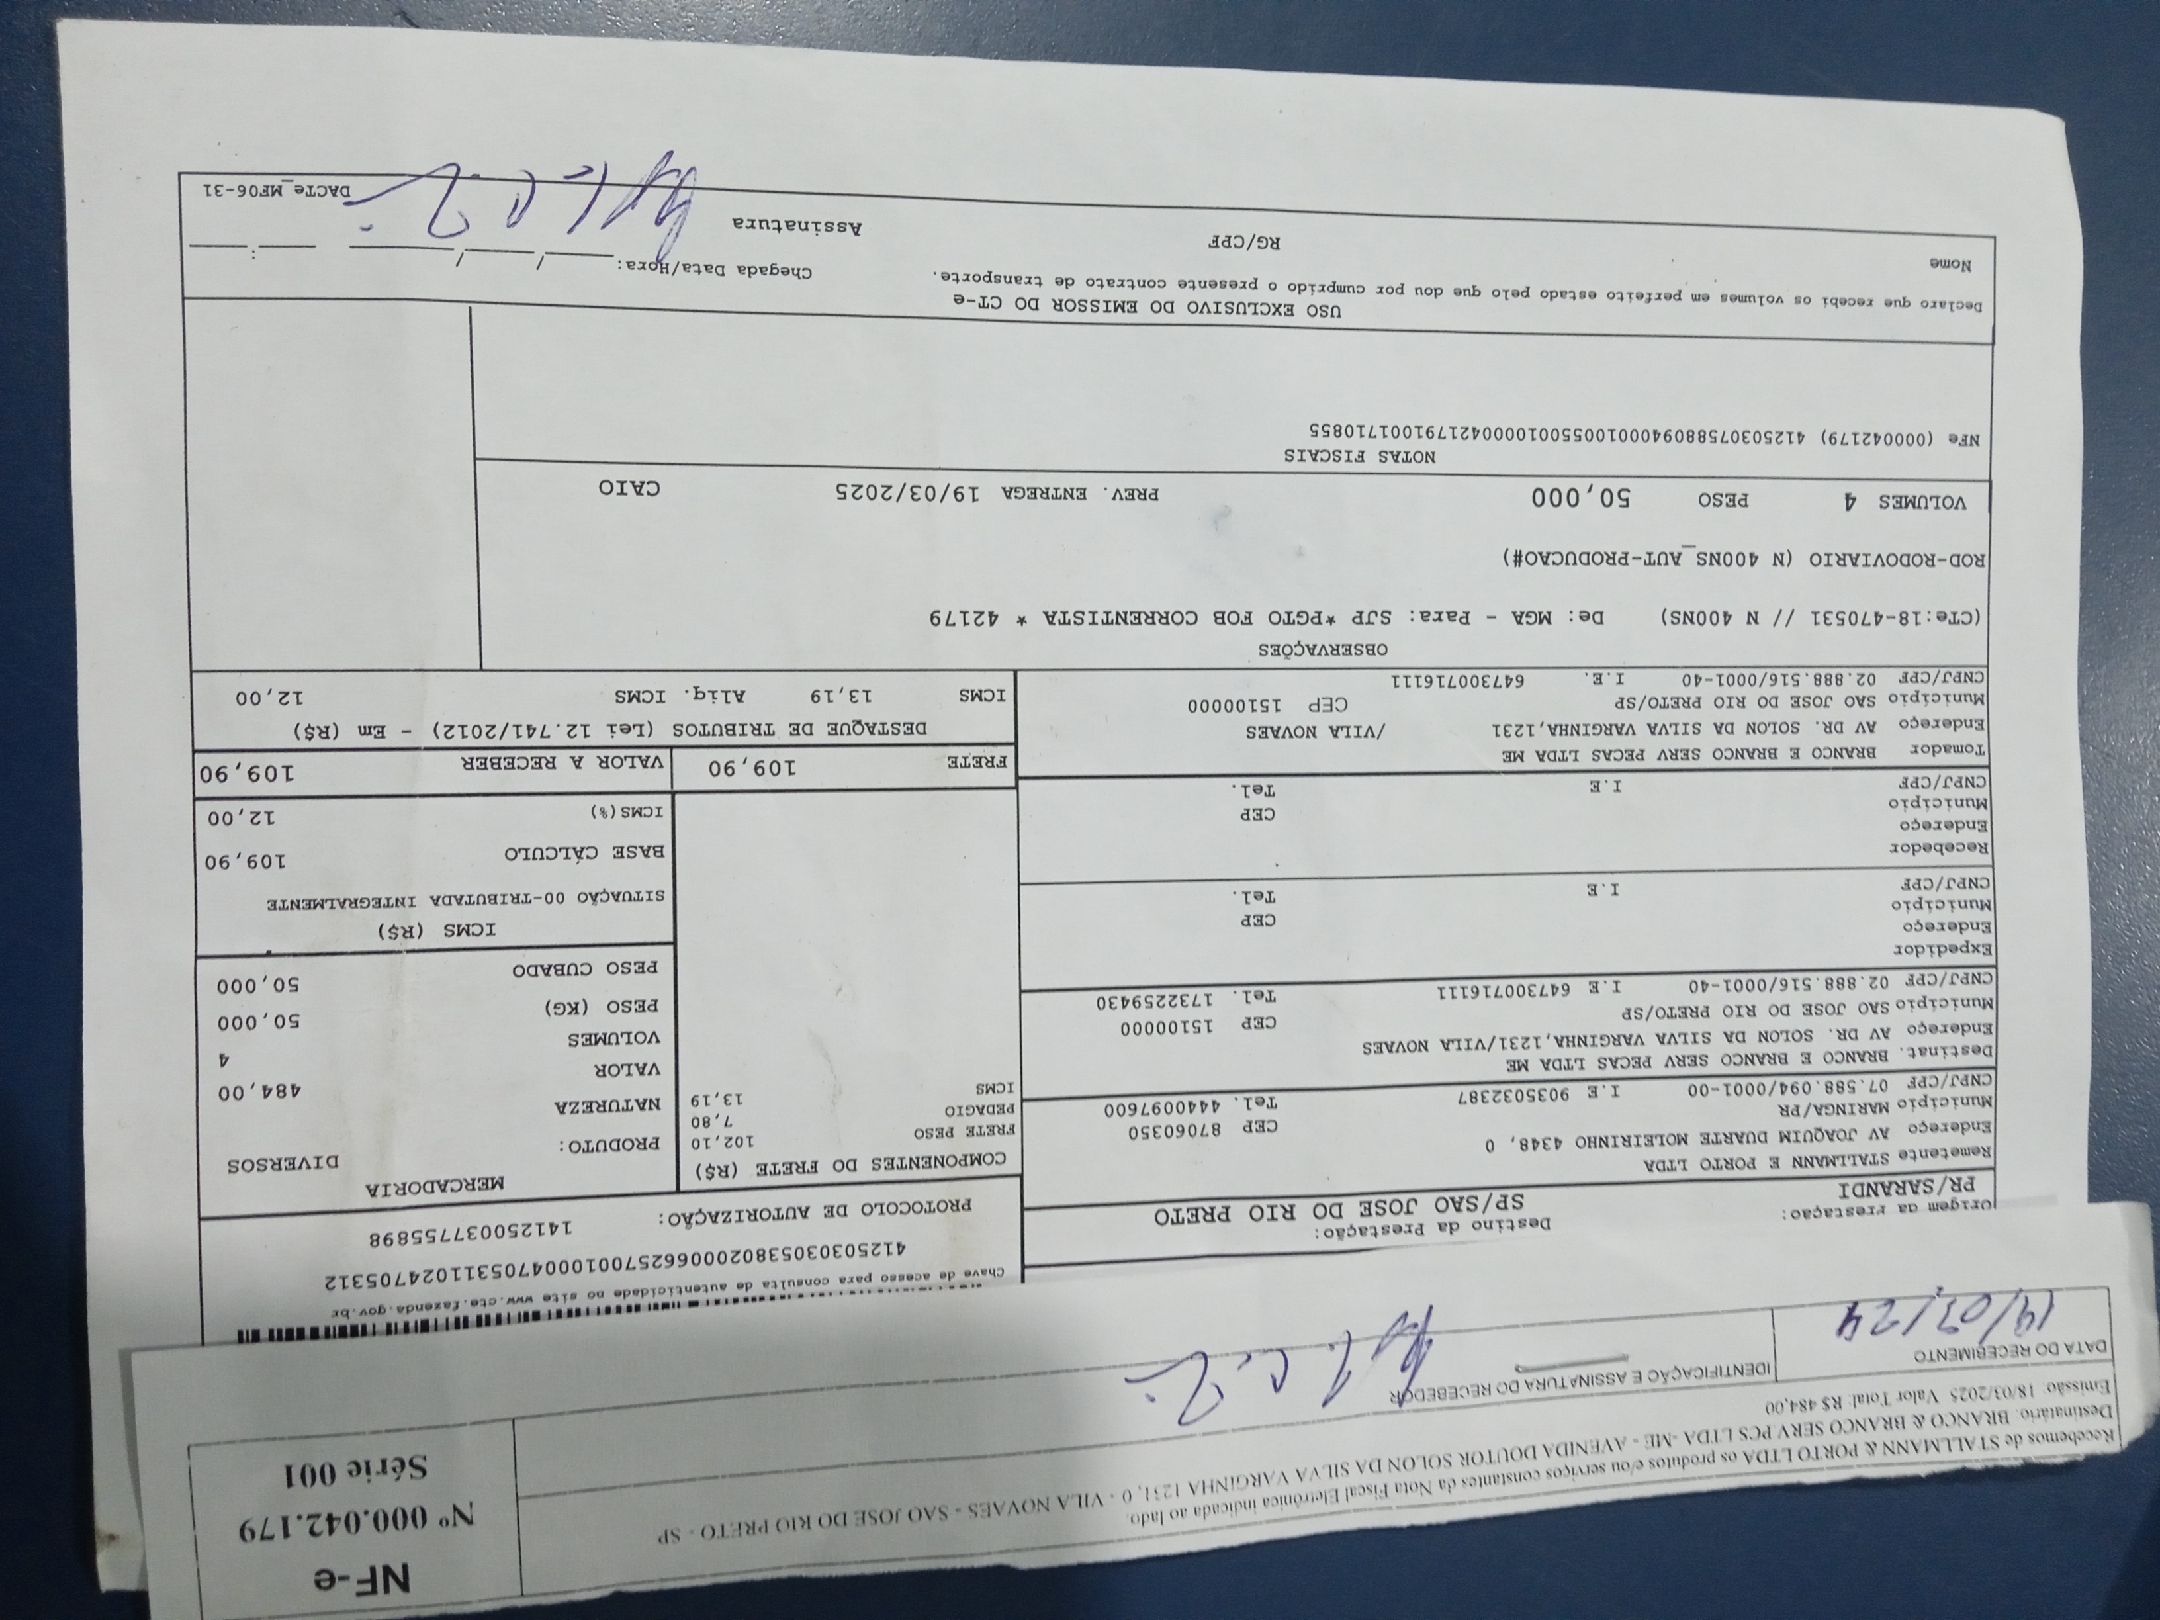 NF-e
Nº 000.042.179
Série 001
Recebemos de STALLMANN & PORTO LTDA os produtos e/ou serviços constantes da Nota Fiscal Eletrônica indicada ao lado.
Destinatário: BRANCO & BRANCO SERV PCS LTDA -ME- - AVENIDA DOUTOR SOLON DA SILVA VARGINHA 1231, 0 - VILA NOVAES - SAO JOSE DO RIO PRETO - SP
Emissão: 18/03/2025 Valor Total: R$ 484,00
DATA DO RECEBIMENTO
IDENTIFICAÇÃO E ASSINATURA DO RECEBEDOR
19/03/24
Chave de acesso para consulta de autenticidade no site www.cte.fazenda.gov.br
41250303053802000662570010004705311024705312
PROTOCOLO DE AUTORIZAÇÃO: 141250037755898
Origem da Prestação:
PR/SARANDI
Destino da Prestação:
SP/SAO JOSE DO RIO PRETO
Remetente STALLMANN E PORTO LTDA
Endereço AV JOAQUIM DUARTE MOLEIRINHO 4348, 0
Município MARINGA/PR CEP 87060350
CNPJ/CPF 07.588.094/0001-00 I.E 9035032387 Tel. 4440097600
Destinat. BRANCO E BRANCO SERV PECAS LTDA ME
Endereço AV DR. SOLON DA SILVA VARGINHA,1231/VILA NOVAES
Município SAO JOSE DO RIO PRETO/SP CEP 15100000
CNPJ/CPF 02.888.516/0001-40 I.E 647300716111 Tel. 1732259430
Expedidor
Endereço
Município CEP
CNPJ/CPF I.E Tel.
Recebedor
Endereço
Município CEP
CNPJ/CPF I.E Tel.
Tomador BRANCO E BRANCO SERV PECAS LTDA ME
Endereço AV DR. SOLON DA SILVA VARGINHA,1231 /VILA NOVAES
Município SAO JOSE DO RIO PRETO/SP CEP 15100000
CNPJ/CPF 02.888.516/0001-40 I.E. 647300716111
COMPONENTES DO FRETE (R$)
FRETE PESO 102,10
PEDAGIO 7,80
ICMS 13,19
MERCADORIA
PRODUTO: DIVERSOS
NATUREZA
VALOR 484,00
VOLUMES 4
PESO (KG) 50,000
PESO CUBADO 50,000
ICMS (R$)
SITUAÇÃO 00-TRIBUTADA INTEGRALMENTE
BASE CÁLCULO 109,90
ICMS(%) 12,00
FRETE 109,90
VALOR A RECEBER 109,90
DESTAQUE DE TRIBUTOS (Lei 12.741/2012) - Em (R$)
ICMS 13,19 Aliq. ICMS 12,00
OBSERVAÇÕES
(CTe:18-470531 // N 400NS) De: MGA - Para: SJP *PGTO FOB CORRENTISTA * 42179
ROD-RODOVIARIO (N 400NS_AUT-PRODUCAO#)
VOLUMES 4 PESO 50,000 PREV. ENTREGA 19/03/2025 CAIO
NOTAS FISCAIS
NFe (000042179) 41250307588094000100550010000421791001710855
USO EXCLUSIVO DO EMISSOR DO CT-e
Declaro que recebi os volumes em perfeito estado pelo que dou por cumprido o presente contrato de transporte.
Nome RG/CPF Assinatura
Chegada Data/Hora: ___/___/___ __:__
DACTe_MF06-31